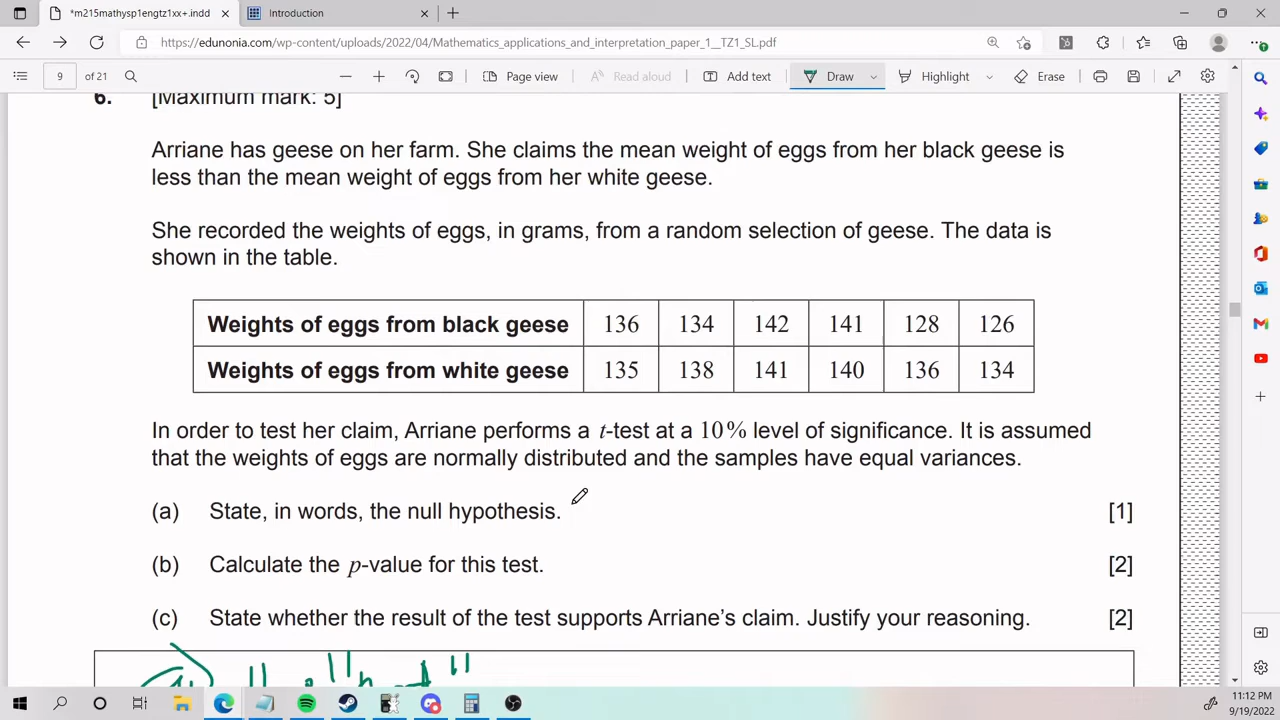 *m215mathysp1engtz1xx+.indd
Introduction
https://edunonia.com/wp-content/uploads/2022/04/Mathematics_applications_and_interpretation_paper_1__TZ1_SL.pdf
9 of 21
Page view
Read aloud
Add text
Draw
Highlight
Erase
6. [Maximum mark: 5]
Arriane has geese on her farm. She claims the mean weight of eggs from her black geese is
less than the mean weight of eggs from her white geese.
She recorded the weights of eggs, in grams, from a random selection of geese. The data is
shown in the table.
Weights of eggs from black geese 136 134 142 141 128 126
Weights of eggs from white geese 135 138 141 140 136 134
In order to test her claim, Arriane performs a t-test at a 10% level of significance. It is assumed
that the weights of eggs are normally distributed and the samples have equal variances.
(a) State, in words, the null hypothesis. [1]
(b) Calculate the p-value for this test. [2]
(c) State whether the result of the test supports Arriane's claim. Justify your reasoning. [2]
11:12 PM
9/19/2022